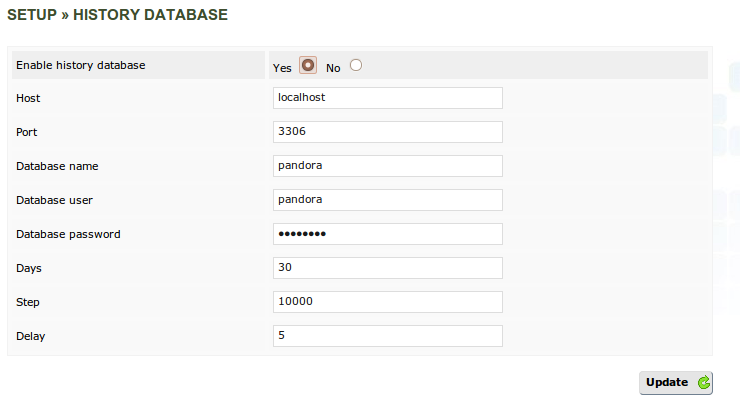 SETUP » HISTORY DATABASE
Enable history database Yes No
Host localhost
Port 3306
Database name pandora
Database user pandora
Database password ••••••••
Days 30
Step 10000
Delay 5
Update